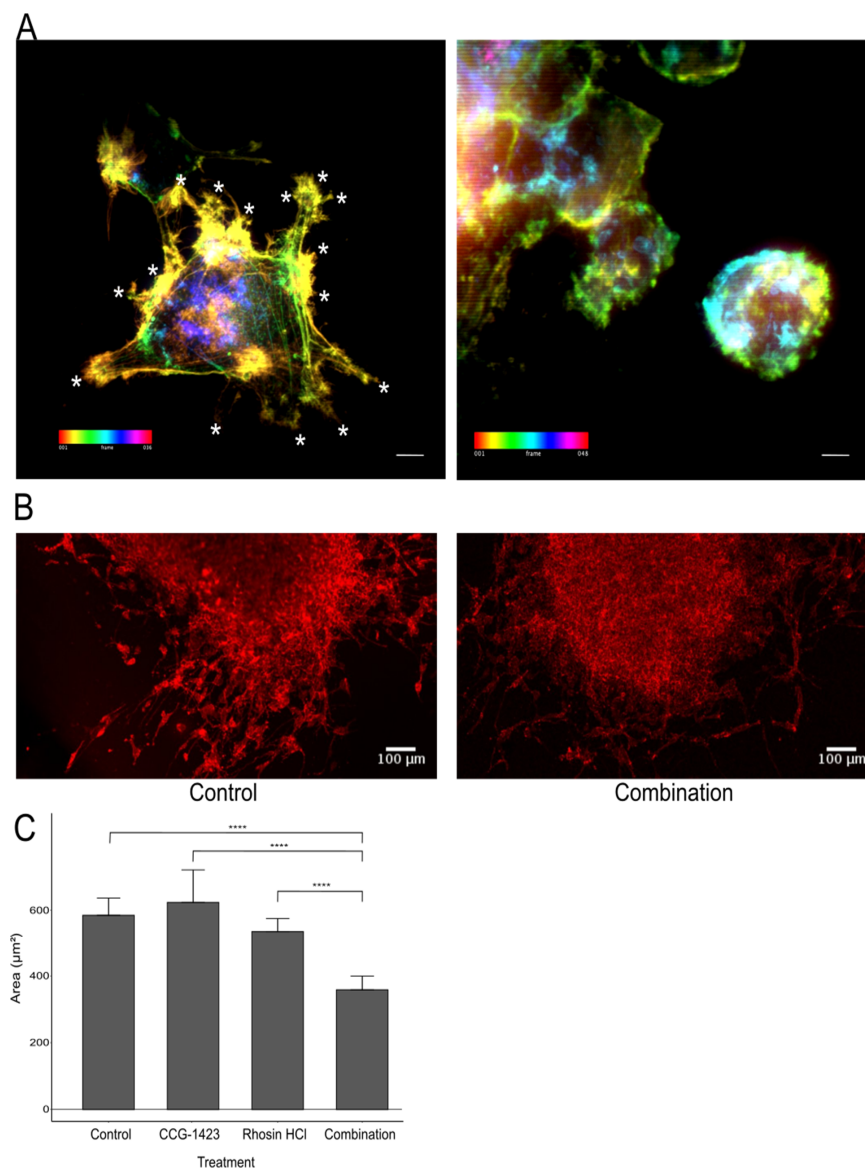 A
* * * * * * * * * * * * * *
001 frame 036
001 frame 048
B
100 µm
100 µm
Control
Combination
C
****
****
****
Area (µm²)
600
400
200
0
Control CCG-1423 Rhosin HCl Combination
Treatment